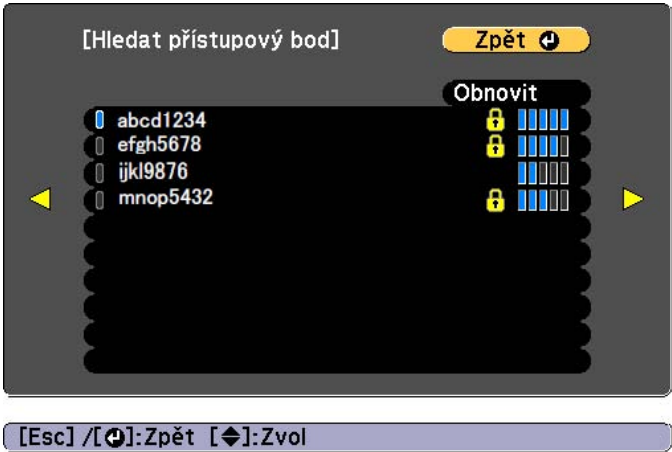 [Hledat přístupový bod]
Zpět
Obnovit
abcd1234
efgh5678
ijkl9876
mnop5432
[Esc] /[ ]:Zpět [ ]:Zvol